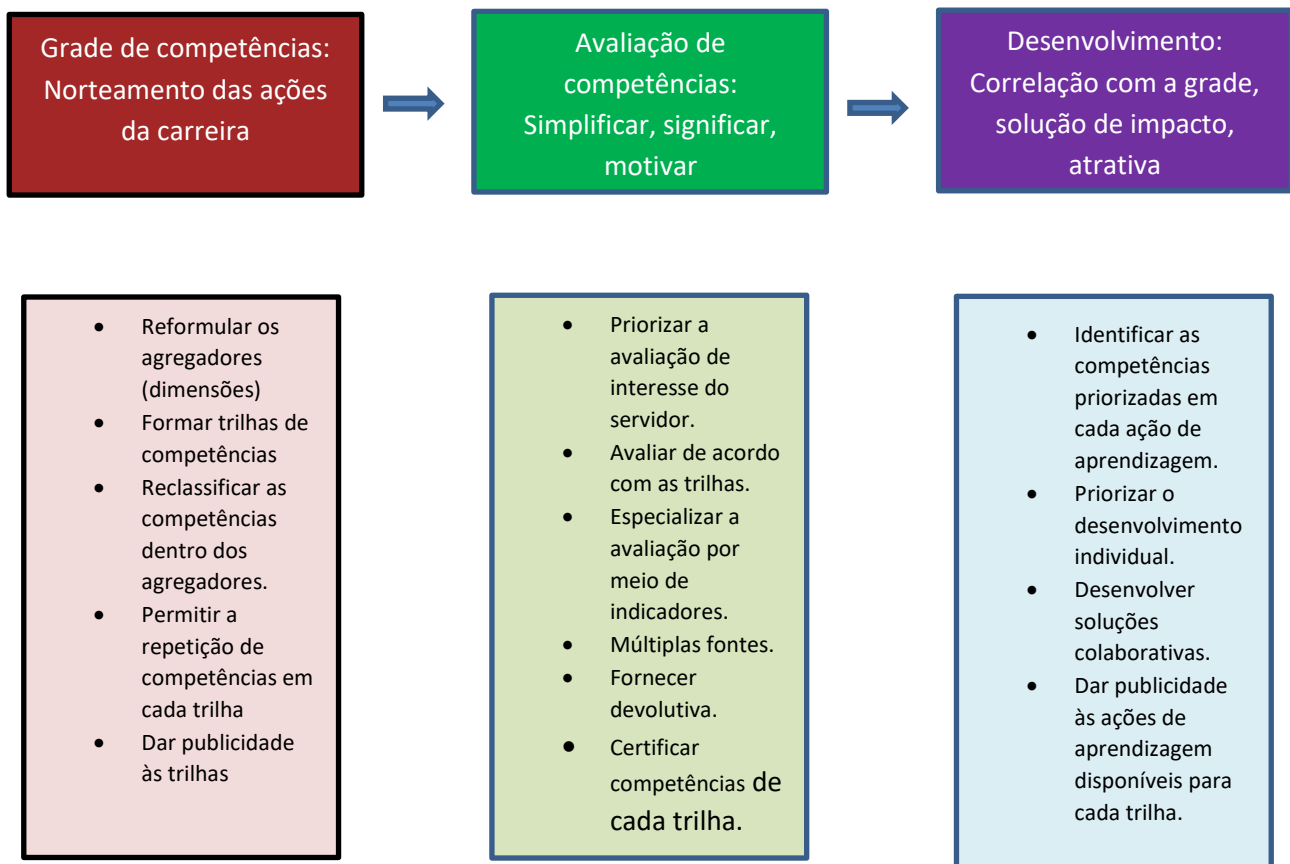 Grade de competências:
Norteamento das ações
da carreira
Avaliação de
competências:
Simplificar, significar,
motivar
Desenvolvimento:
Correlação com a grade,
solução de impacto,
atrativa
• Reformular os
agregadores
(dimensões)
• Formar trilhas de
competências
• Reclassificar as
competências
dentro dos
agregadores.
• Permitir a
repetição de
competências em
cada trilha
• Dar publicidade
às trilhas
• Priorizar a
avaliação de
interesse do
servidor.
• Avaliar de acordo
com as trilhas.
• Especializar a
avaliação por
meio de
indicadores.
• Múltiplas fontes.
• Fornecer
devolutiva.
• Certificar
competências de
cada trilha.
• Identificar as
competências
priorizadas em
cada ação de
aprendizagem.
• Priorizar o
desenvolvimento
individual.
• Desenvolver
soluções
colaborativas.
• Dar publicidade
às ações de
aprendizagem
disponíveis para
cada trilha.